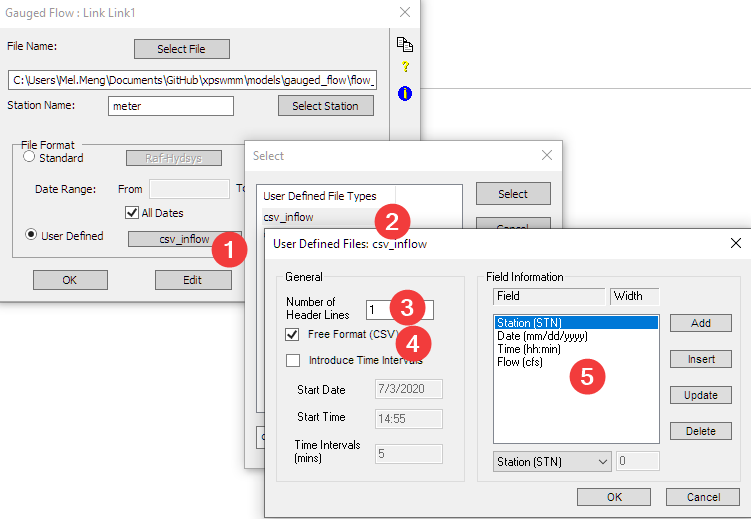 Gauged Flow : Link Link1
File Name:
Select File
C:\Users\Mel.Meng\Documents\GitHub\xpswmm\models\gauged_flow\flow_
Station Name:
meter
Select Station
File Format
Standard
Raf-Hydsys
Date Range:
From
All Dates
User Defined
csv_inflow
1
OK
Edit
Select
User Defined File Types
csv_inflow
2
Select
User Defined Files: csv_inflow
General
Number of
Header Lines
1
3
Free Format (CSV)
4
Introduce Time Intervals
Start Date
7/3/2020
Start Time
14:55
Time Intervals
(mins)
5
Field Information
Field
Width
Station (STN)
Date (mm/dd/yyyy)
Time (hh:min)
Flow (cfs)
5
Add
Insert
Update
Delete
Station (STN)
0
OK
Cancel